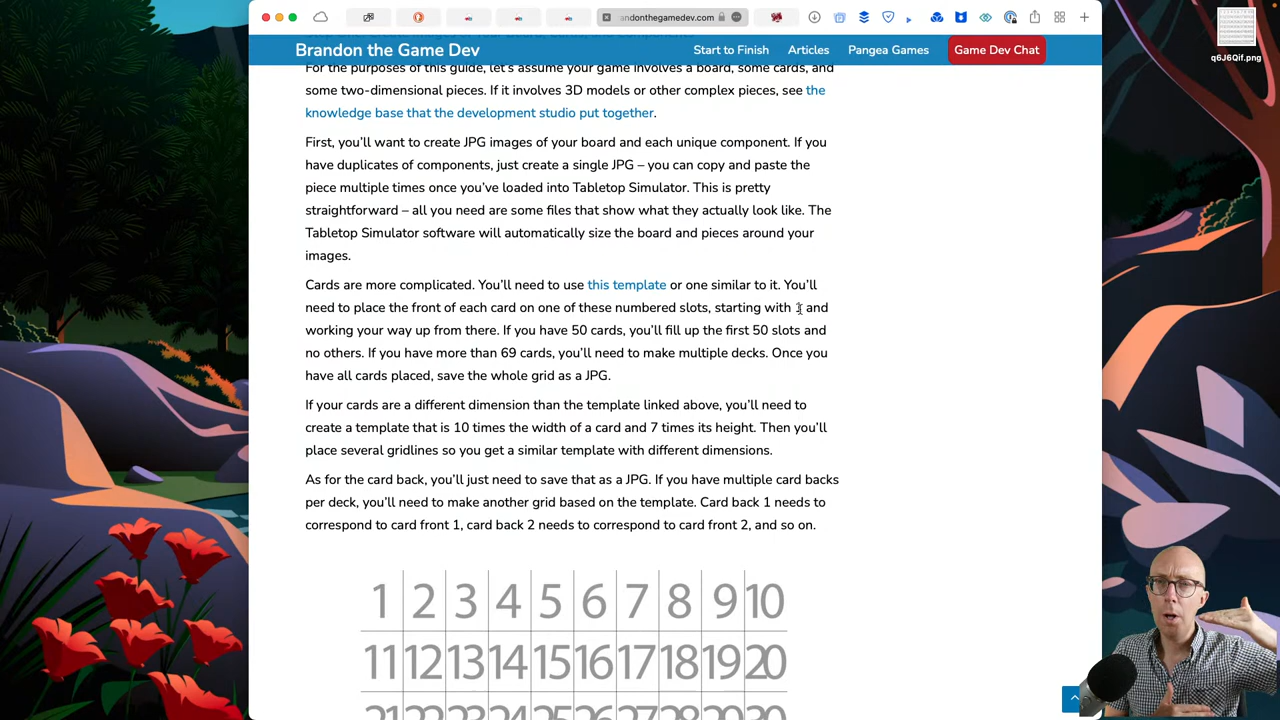 andonthegamedev.com
q6J6Qif.png
Brandon the Game Dev
Start to Finish
Articles
Pangea Games
Game Dev Chat
For the purposes of this guide, let's assume your game involves a board, some cards, and
some two-dimensional pieces. If it involves 3D models or other complex pieces, see the
knowledge base that the development studio put together.
First, you'll want to create JPG images of your board and each unique component. If you
have duplicates of components, just create a single JPG – you can copy and paste the
piece multiple times once you've loaded into Tabletop Simulator. This is pretty
straightforward – all you need are some files that show what they actually look like. The
Tabletop Simulator software will automatically size the board and pieces around your
images.
Cards are more complicated. You'll need to use this template or one similar to it. You'll
need to place the front of each card on one of these numbered slots, starting with 1 and
working your way up from there. If you have 50 cards, you'll fill up the first 50 slots and
no others. If you have more than 69 cards, you'll need to make multiple decks. Once you
have all cards placed, save the whole grid as a JPG.
If your cards are a different dimension than the template linked above, you'll need to
create a template that is 10 times the width of a card and 7 times its height. Then you'll
place several gridlines so you get a similar template with different dimensions.
As for the card back, you'll just need to save that as a JPG. If you have multiple card backs
per deck, you'll need to make another grid based on the template. Card back 1 needs to
correspond to card front 1, card back 2 needs to correspond to card front 2, and so on.
1 2 3 4 5 6 7 8 9 10
11 12 13 14 15 16 17 18 19 20